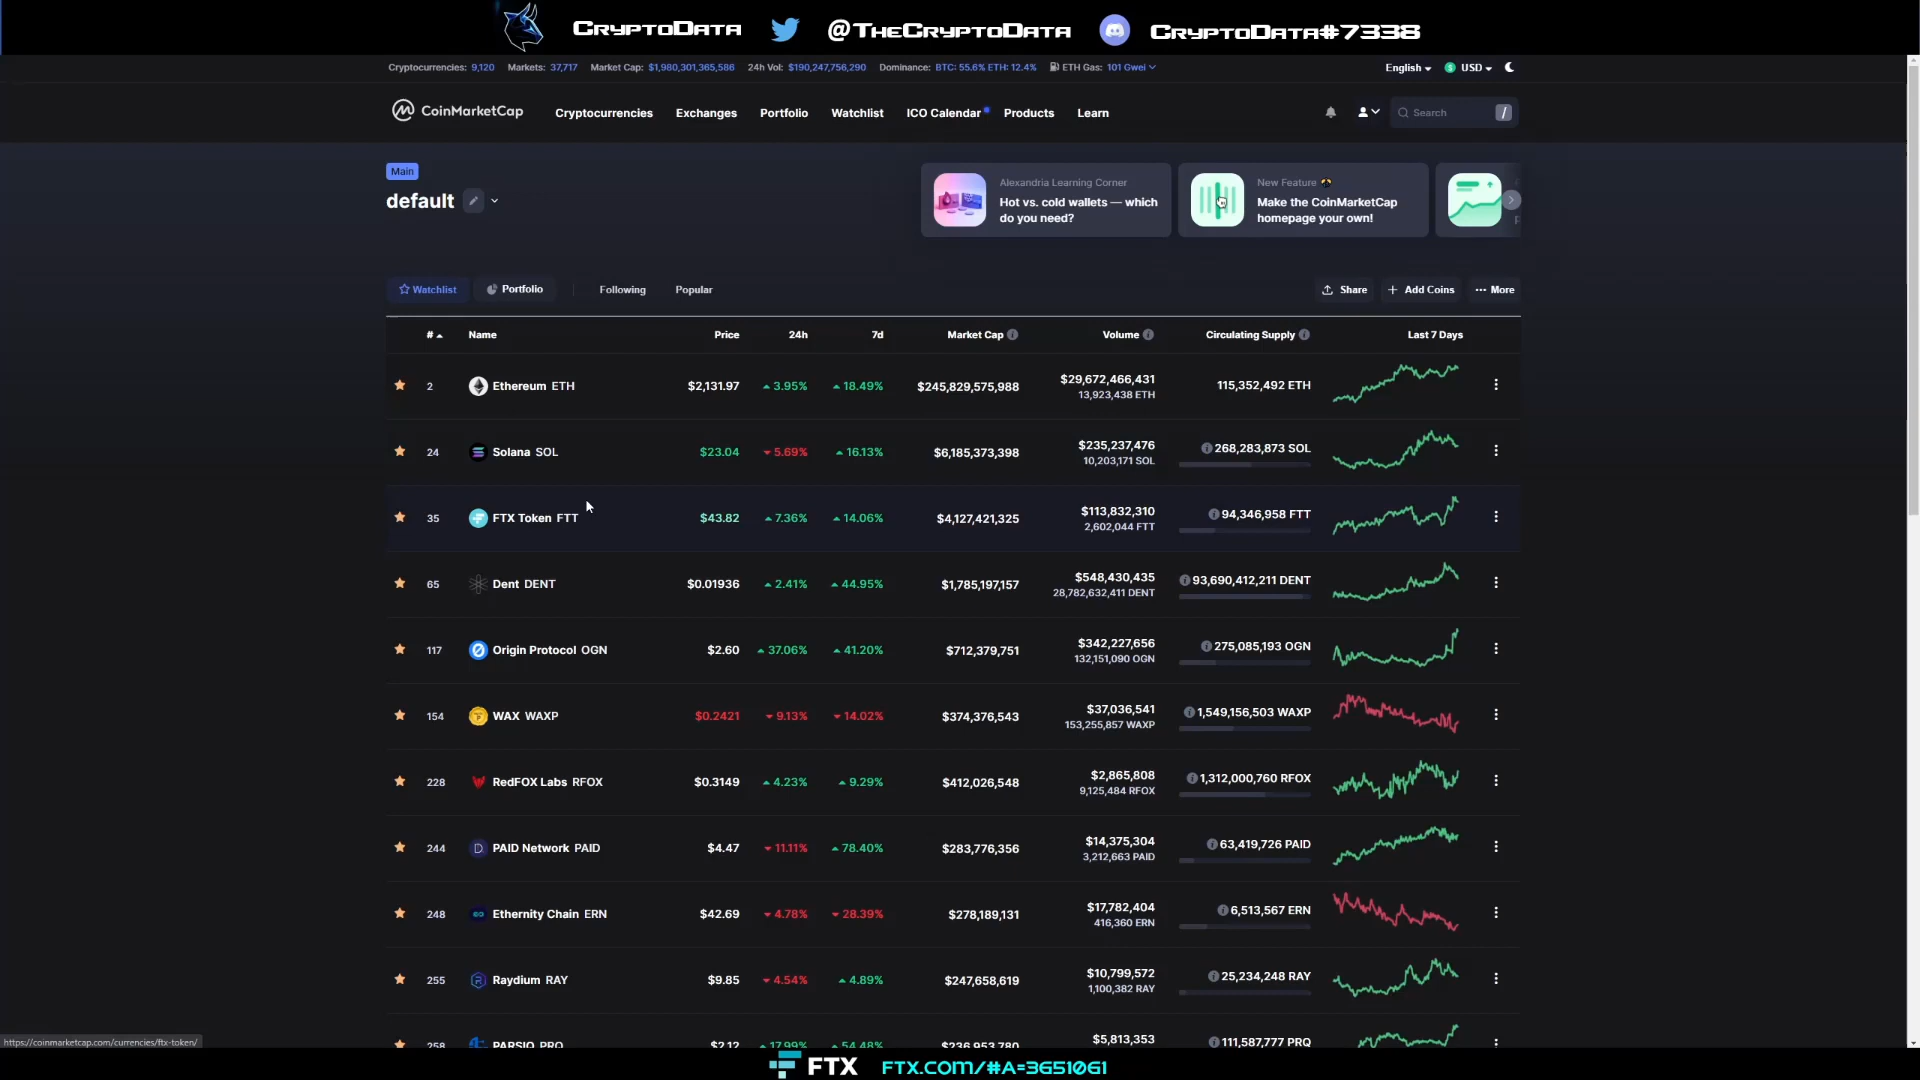 CryptoData @TheCryptoData CryptoData#7338
Cryptocurrencies: 9,120 Markets: 37,717 Market Cap: $1,980,301,365,586 24h Vol: $190,247,756,290 Dominance: BTC: 55.6% ETH: 12.4% ETH Gas: 101 Gwei English USD
CoinMarketCap Cryptocurrencies Exchanges Portfolio Watchlist ICO Calendar Products Learn Search /
Main
default
Alexandria Learning Corner
Hot vs. cold wallets — which
do you need?
New Feature
Make the CoinMarketCap
homepage your own!
Watchlist Portfolio Following Popular Share + Add Coins ··· More
# Name Price 24h 7d Market Cap Volume Circulating Supply Last 7 Days
2 Ethereum ETH $2,131.97 3.95% 18.49% $245,829,575,988 $29,672,466,431 115,352,492 ETH
13,923,438 ETH
24 Solana SOL $23.04 5.69% 16.13% $6,185,373,398 $235,237,476 268,283,873 SOL
10,203,171 SOL
35 FTX Token FTT $43.82 7.36% 14.06% $4,127,421,325 $113,832,310 94,346,958 FTT
2,602,044 FTT
65 Dent DENT $0.01936 2.41% 44.95% $1,785,197,157 $548,430,435 93,690,412,211 DENT
28,782,632,411 DENT
117 Origin Protocol OGN $2.60 37.06% 41.20% $712,379,751 $342,227,656 275,085,193 OGN
132,151,090 OGN
154 WAX WAXP $0.2421 9.13% 14.02% $374,376,543 $37,036,541 1,549,156,503 WAXP
153,255,857 WAXP
228 RedFOX Labs RFOX $0.3149 4.23% 9.29% $412,026,548 $2,865,808 1,312,000,760 RFOX
9,125,484 RFOX
244 PAID Network PAID $4.47 11.11% 78.40% $283,776,356 $14,375,304 63,419,726 PAID
3,212,663 PAID
248 Ethernity Chain ERN $42.69 4.78% 28.39% $278,189,131 $17,782,404 6,513,567 ERN
416,360 ERN
255 Raydium RAY $9.85 4.54% 4.89% $247,658,619 $10,799,572 25,234,248 RAY
1,100,382 RAY
258 PARSIQ PRQ $2.12 17.99% 54.48% $236,953,780 $5,813,353 111,587,777 PRQ
https://coinmarketcap.com/currencies/ftx-token/
FTX FTX.com/#A=3651061